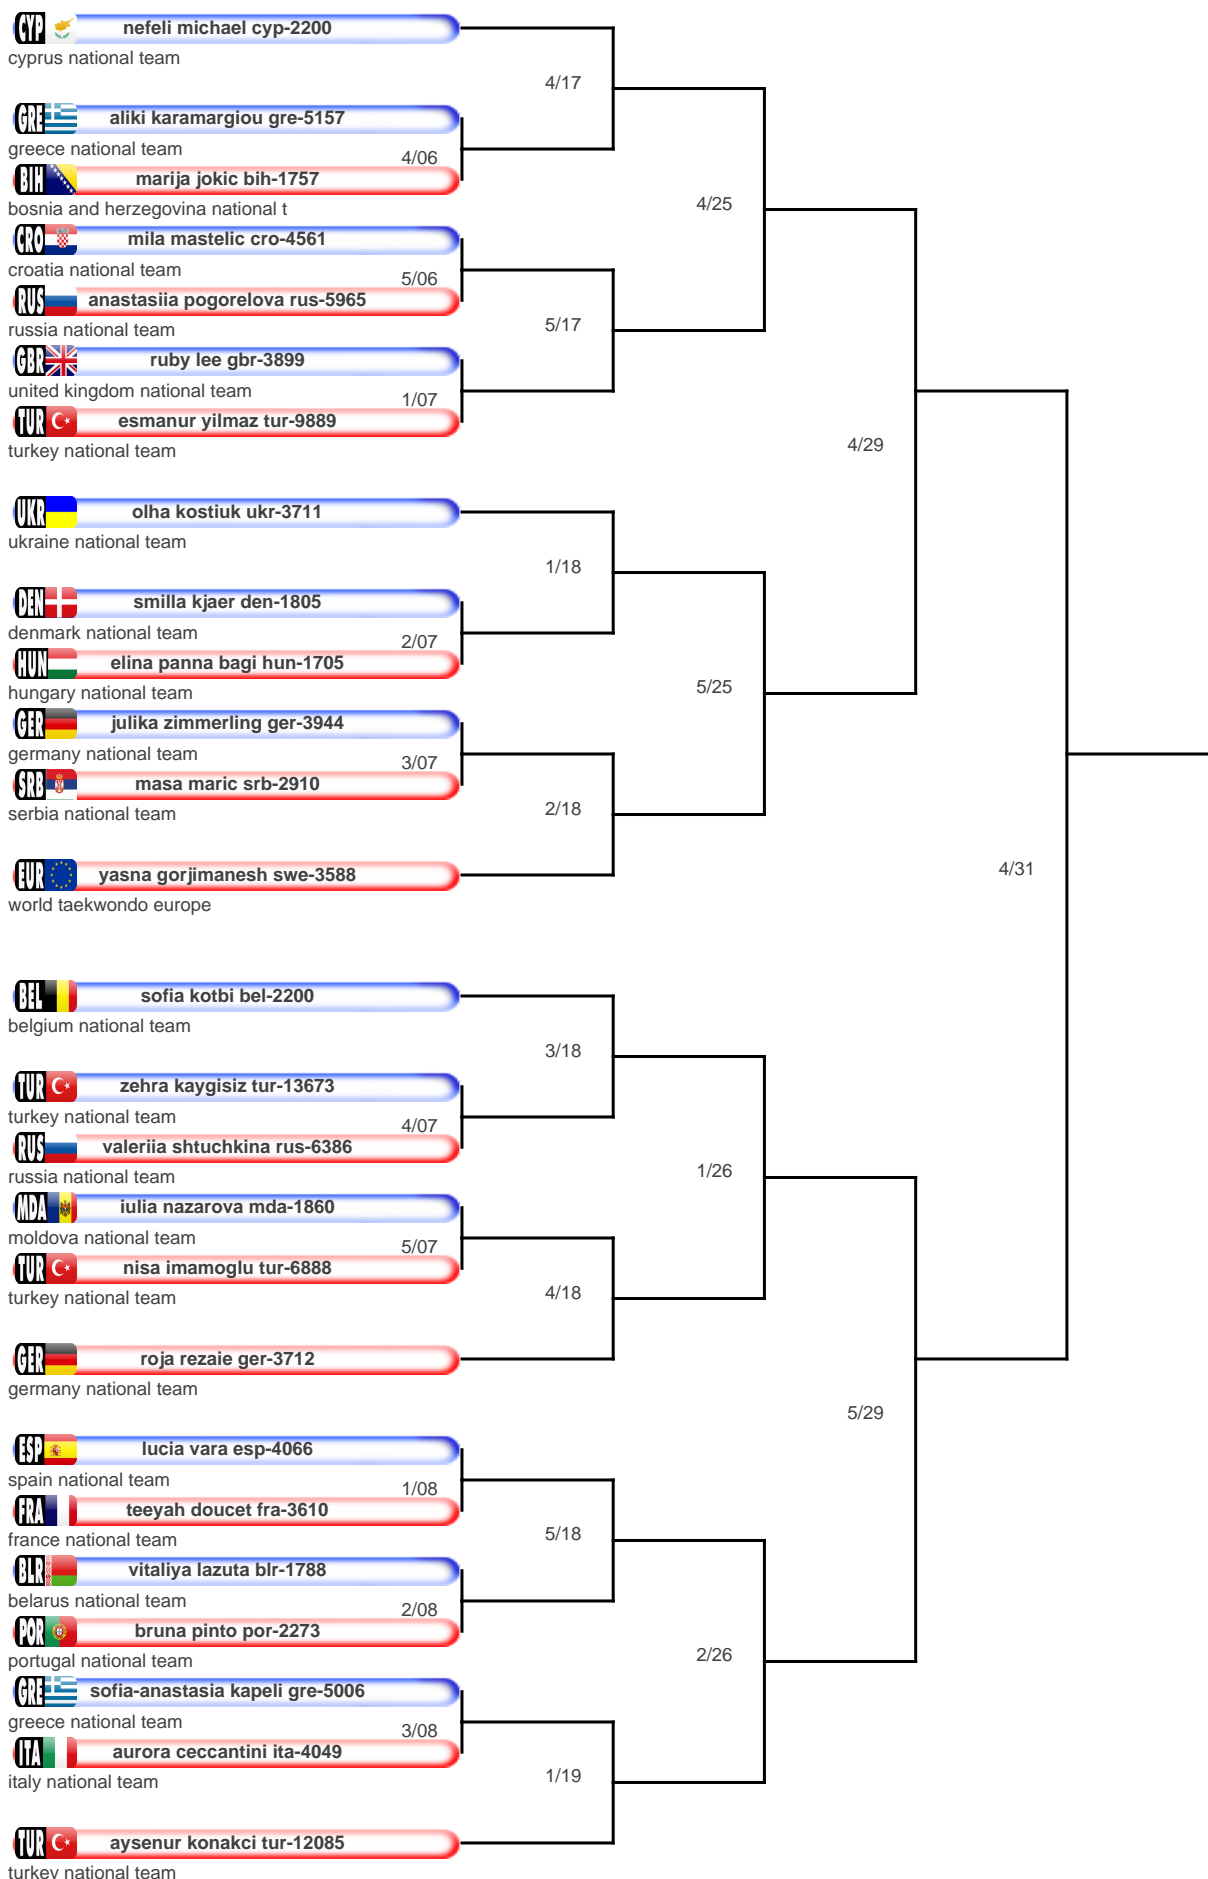 CYP nefeli michael cyp-2200
cyprus national team
4/17
GRE aliki karamargiou gre-5157
greece national team
4/06
BIH marija jokic bih-1757
bosnia and herzegovina national t
4/25
CRO mila mastelic cro-4561
croatia national team
5/06
RUS anastasiia pogorelova rus-5965
russia national team
5/17
GBR ruby lee gbr-3899
united kingdom national team
1/07
TUR esmanur yilmaz tur-9889
turkey national team
4/29
UKR olha kostiuk ukr-3711
ukraine national team
1/18
DEN smilla kjaer den-1805
denmark national team
2/07
HUN elina panna bagi hun-1705
hungary national team
5/25
GER julika zimmerling ger-3944
germany national team
3/07
SRB masa maric srb-2910
serbia national team
2/18
EUR yasna gorjimanesh swe-3588
world taekwondo europe
4/31
BEL sofia kotbi bel-2200
belgium national team
3/18
TUR zehra kaygisiz tur-13673
turkey national team
4/07
RUS valeriia shtuchkina rus-6386
russia national team
1/26
MDA iulia nazarova mda-1860
moldova national team
5/07
TUR nisa imamoglu tur-6888
turkey national team
4/18
GER roja rezaie ger-3712
germany national team
5/29
ESP lucia vara esp-4066
spain national team
1/08
FRA teeyah doucet fra-3610
france national team
5/18
BLR vitaliya lazuta blr-1788
belarus national team
2/08
POR bruna pinto por-2273
portugal national team
2/26
GRE sofia-anastasia kapeli gre-5006
greece national team
3/08
ITA aurora ceccantini ita-4049
italy national team
1/19
TUR aysenur konakci tur-12085
turkey national team